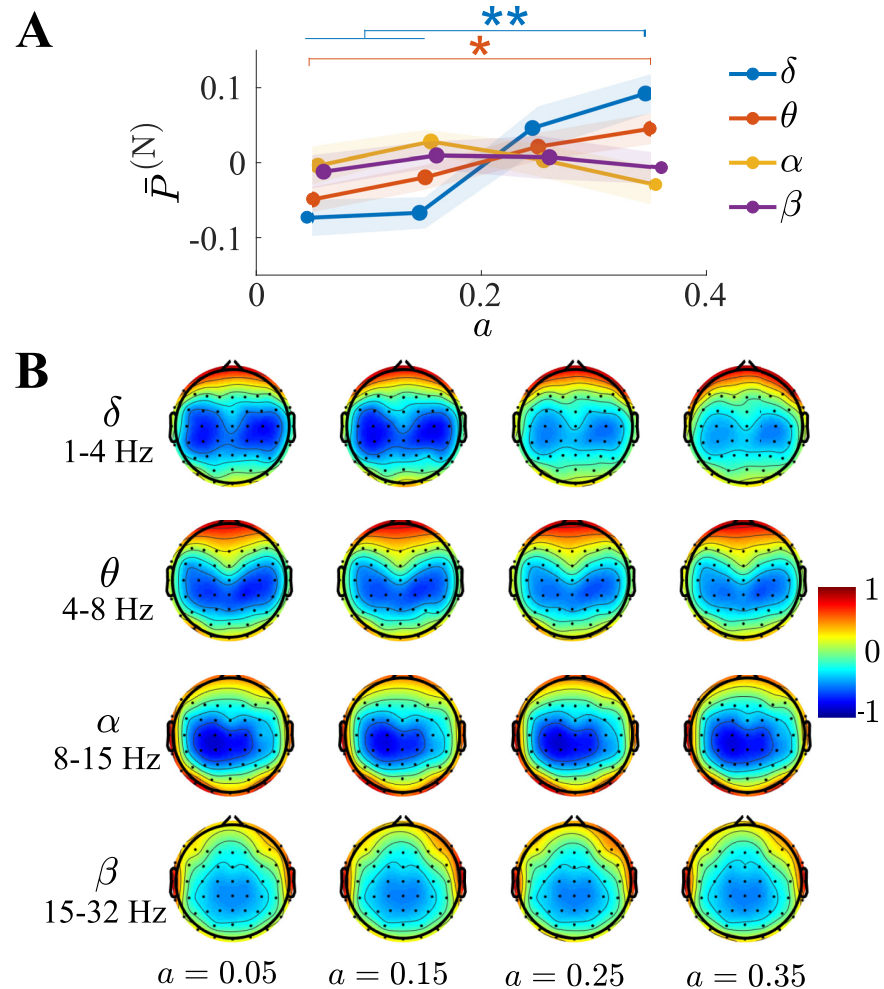 A
**
*
0.1
0
-0.1
P̄(N)
0 0.2 0.4
a
δ
θ
α
β
B
δ
1-4 Hz
θ
4-8 Hz
α
8-15 Hz
β
15-32 Hz
1
0
-1
a = 0.05 a = 0.15 a = 0.25 a = 0.35